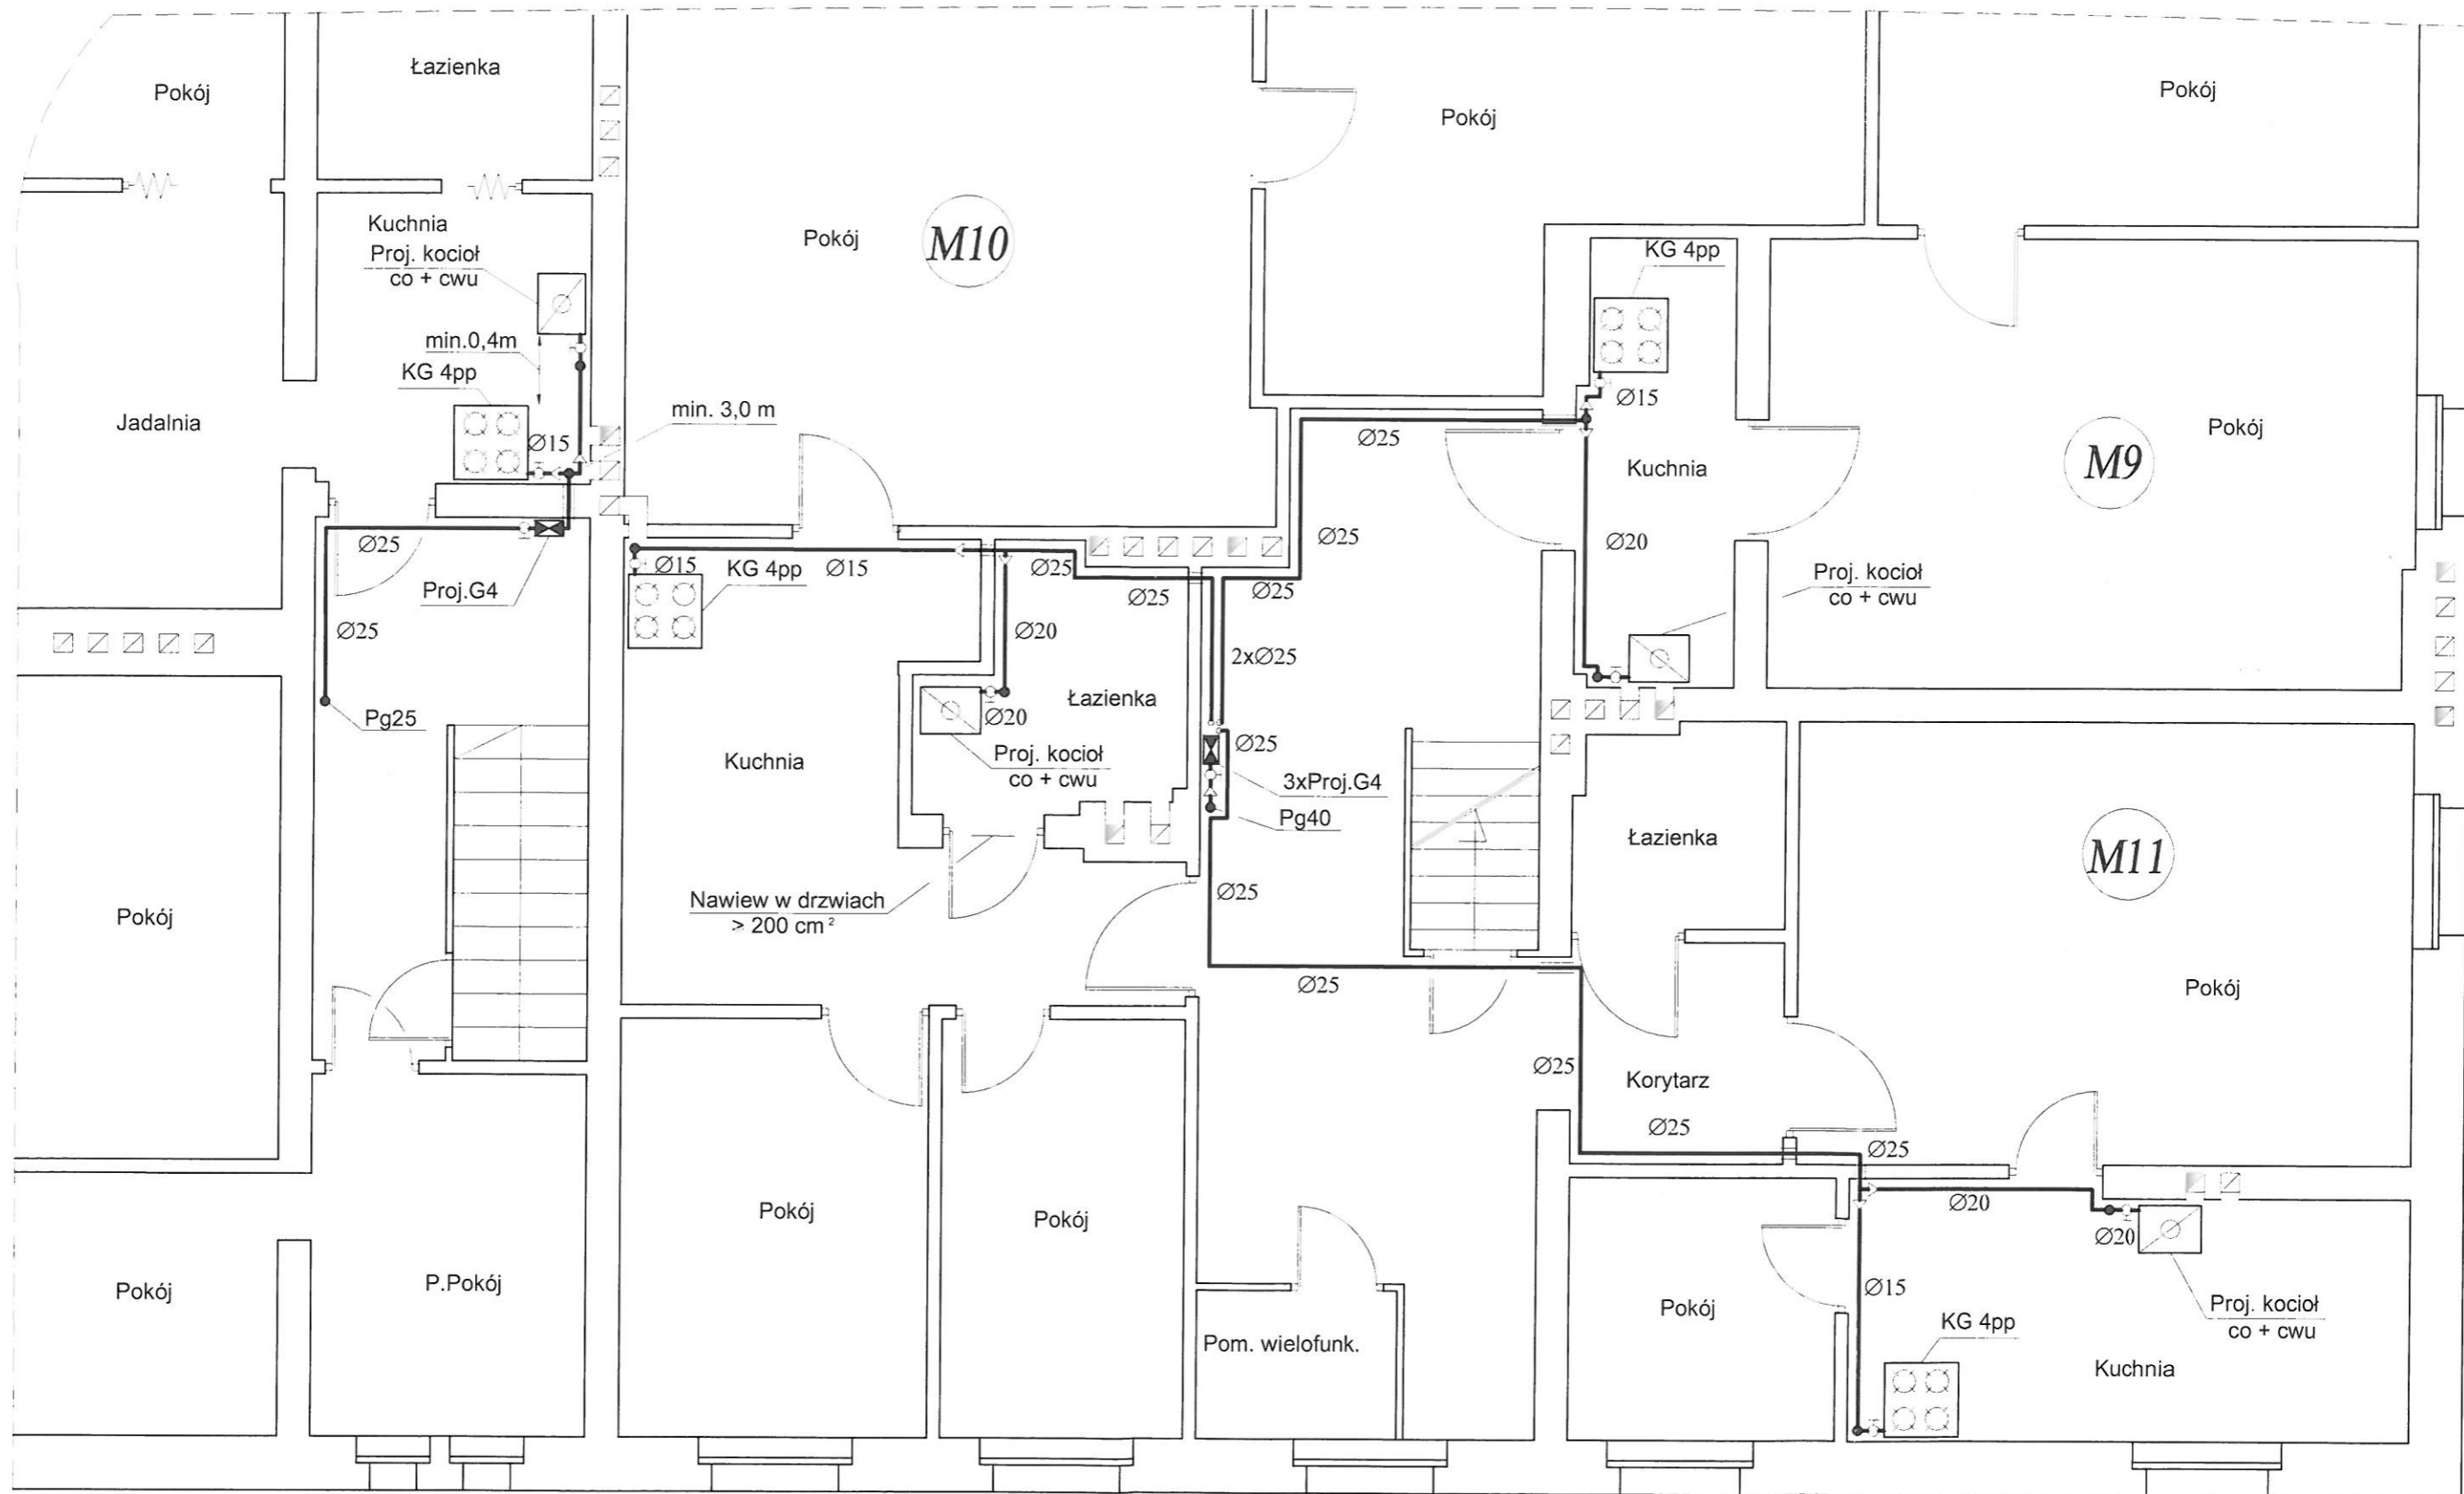 Pokój
Łazienka
Pokój
Pokój
Kuchnia
Proj. kocioł
co + cwu
Pokój
M10
KG 4pp
min.0,4m
KG 4pp
Ø15
Jadalnia
min. 3,0 m
Ø15
Ø25
Pokój
M9
Kuchnia
Ø25
Ø25
Ø20
Ø15
KG 4pp
Ø15
Ø25
Proj.G4
Ø25
Ø25
Proj. kocioł
co + cwu
Ø25
Ø20
2xØ25
Pg25
Łazienka
Ø20
Proj. kocioł
co + cwu
Kuchnia
Ø25
3xProj.G4
Pg40
Łazienka
M11
Nawiew w drzwiach
> 200 cm²
Ø25
Pokój
Ø25
Pokój
Ø25
Korytarz
Ø25
Ø25
Pokój
Pokój
Ø20
Ø20
Pokój
P.Pokój
Ø15
Pokój
Proj. kocioł
co + cwu
KG 4pp
Pom. wielofunk.
Kuchnia